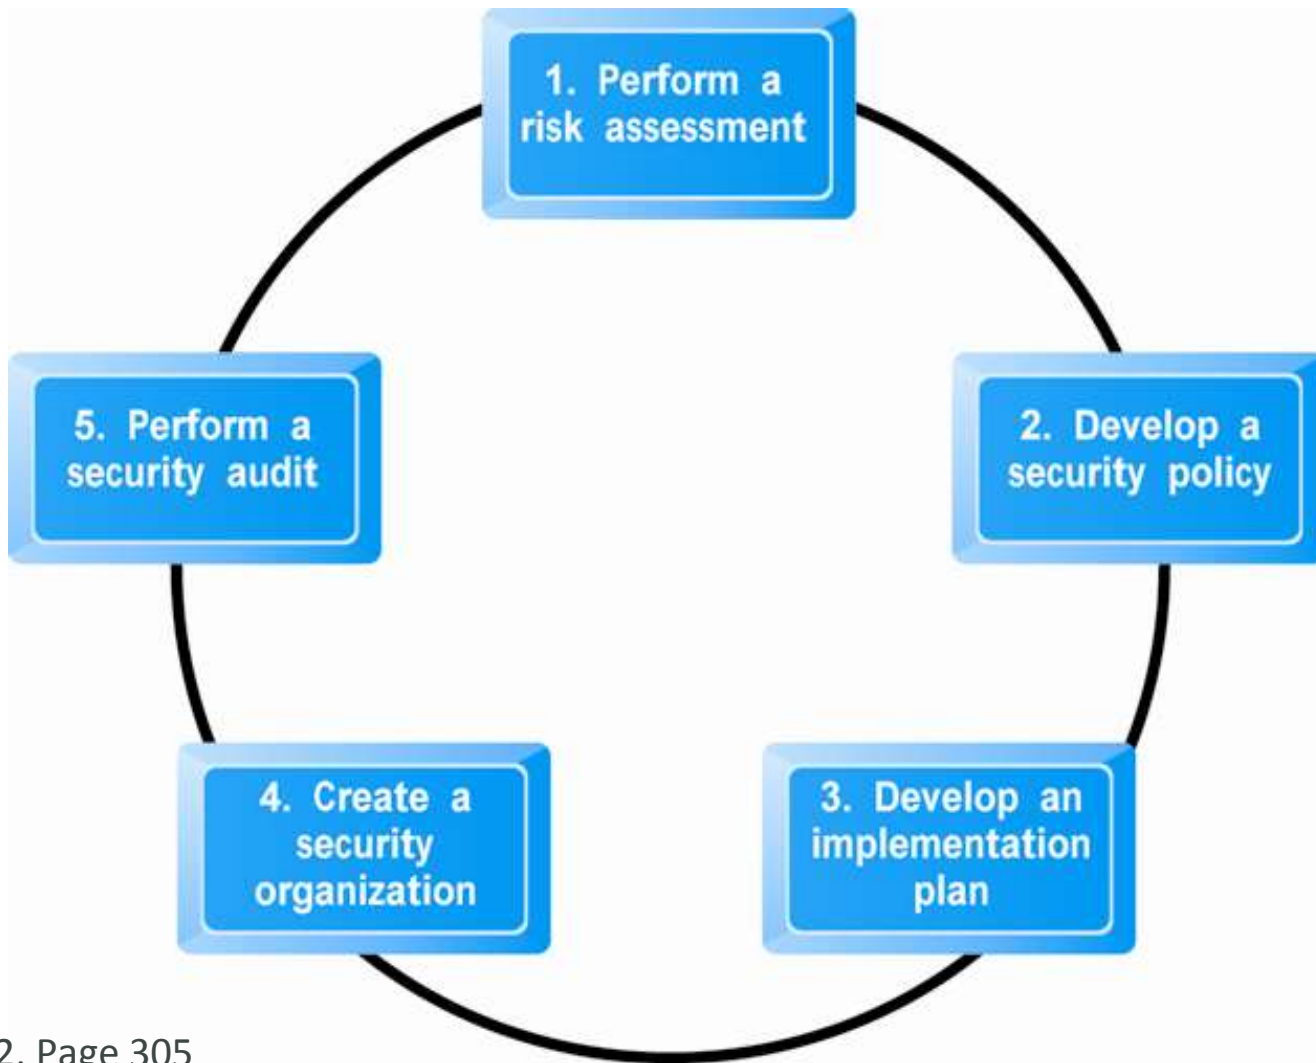 1. Perform a
risk assessment
2. Develop a
security policy
3. Develop an
implementation
plan
4. Create a
security
organization
5. Perform a
security audit
2. Page 305